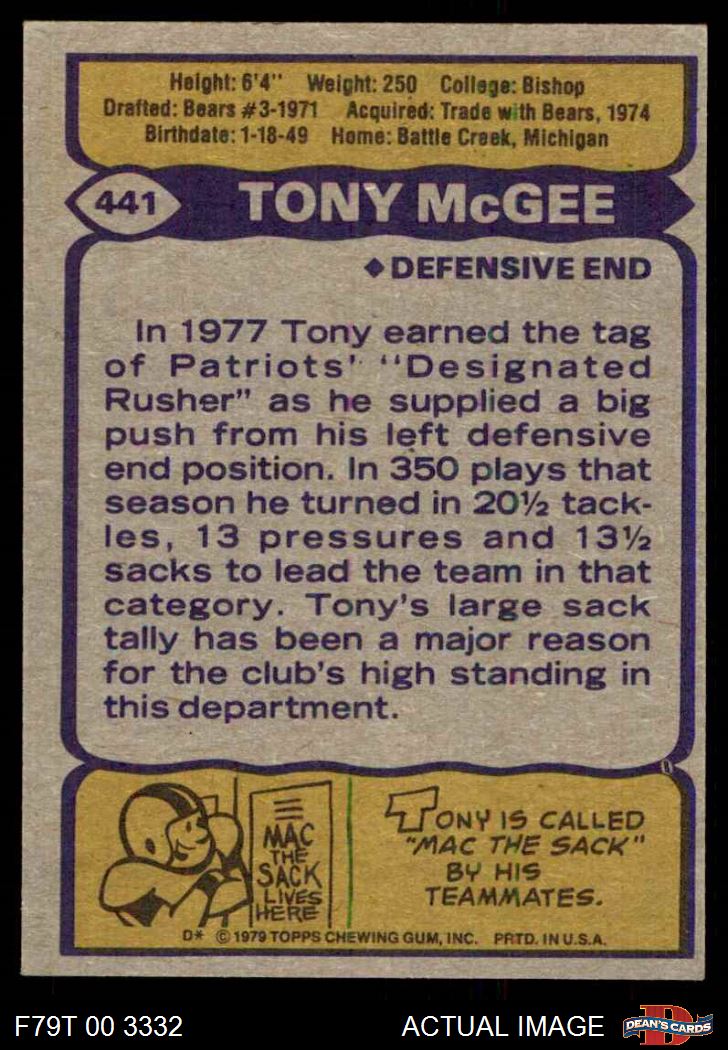 Height: 6'4" Weight: 250 College: Bishop
Drafted: Bears #3-1971 Acquired: Trade with Bears, 1974
Birthdate: 1-18-49 Home: Battle Creek, Michigan
441 TONY McGEE
◆DEFENSIVE END
In 1977 Tony earned the tag
of Patriots' "Designated
Rusher" as he supplied a big
push from his left defensive
end position. In 350 plays that
season he turned in 20½ tack-
les, 13 pressures and 13½
sacks to lead the team in that
category. Tony's large sack
tally has been a major reason
for the club's high standing in
this department.
MAC
THE
SACK
LIVES
HERE
TONY IS CALLED
"MAC THE SACK"
BY HIS
TEAMMATES.
D* © 1979 TOPPS CHEWING GUM, INC. PRTD. IN U.S.A.
F79T 00 3332 ACTUAL IMAGE
D
DEAN'S CARDS